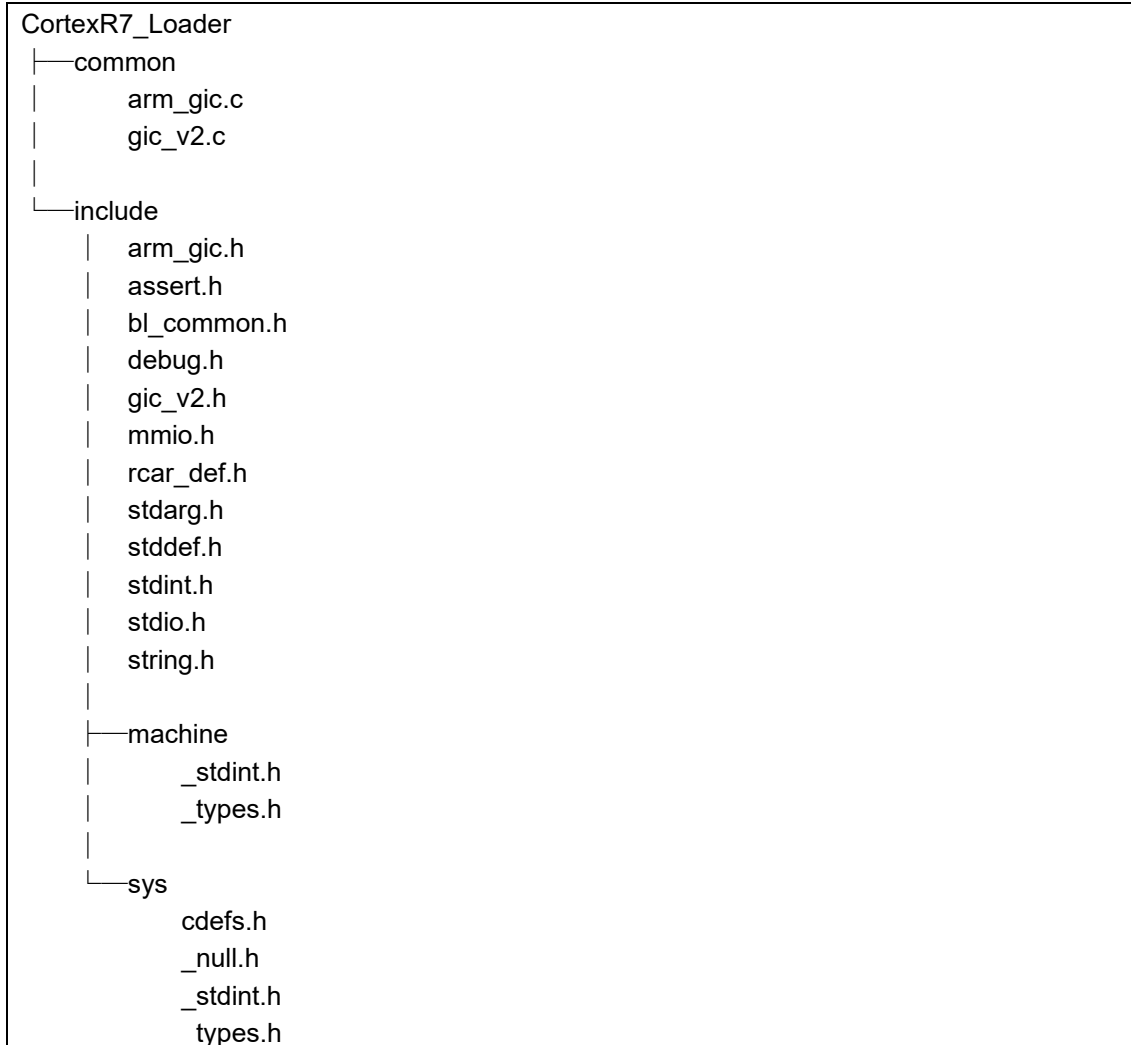 CortexR7_Loader
├──common
│ arm_gic.c
│ gic_v2.c
│
└──include
│ arm_gic.h
│ assert.h
│ bl_common.h
│ debug.h
│ gic_v2.h
│ mmio.h
│ rcar_def.h
│ stdarg.h
│ stddef.h
│ stdint.h
│ stdio.h
│ string.h
│
├──machine
│ _stdint.h
│ _types.h
│
└──sys
cdefs.h
_null.h
_stdint.h
types.h